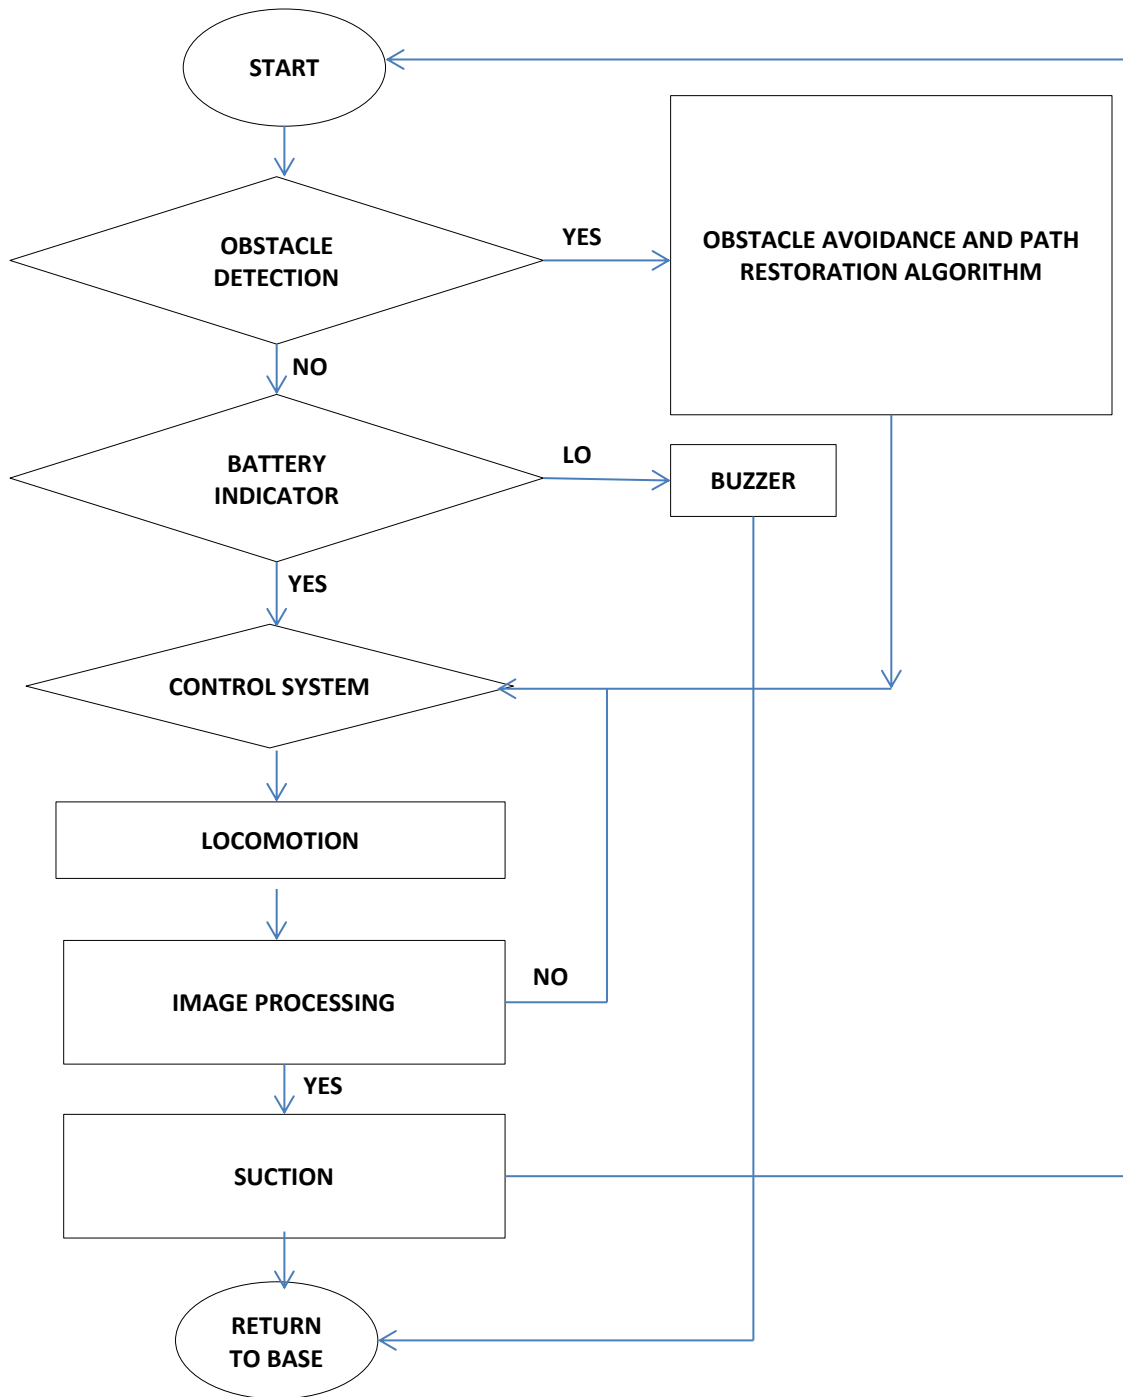 START
OBSTACLE
DETECTION
YES
OBSTACLE AVOIDANCE AND PATH
RESTORATION ALGORITHM
NO
BATTERY
INDICATOR
LO
BUZZER
YES
CONTROL SYSTEM
LOCOMOTION
IMAGE PROCESSING
NO
YES
SUCTION
RETURN
TO BASE